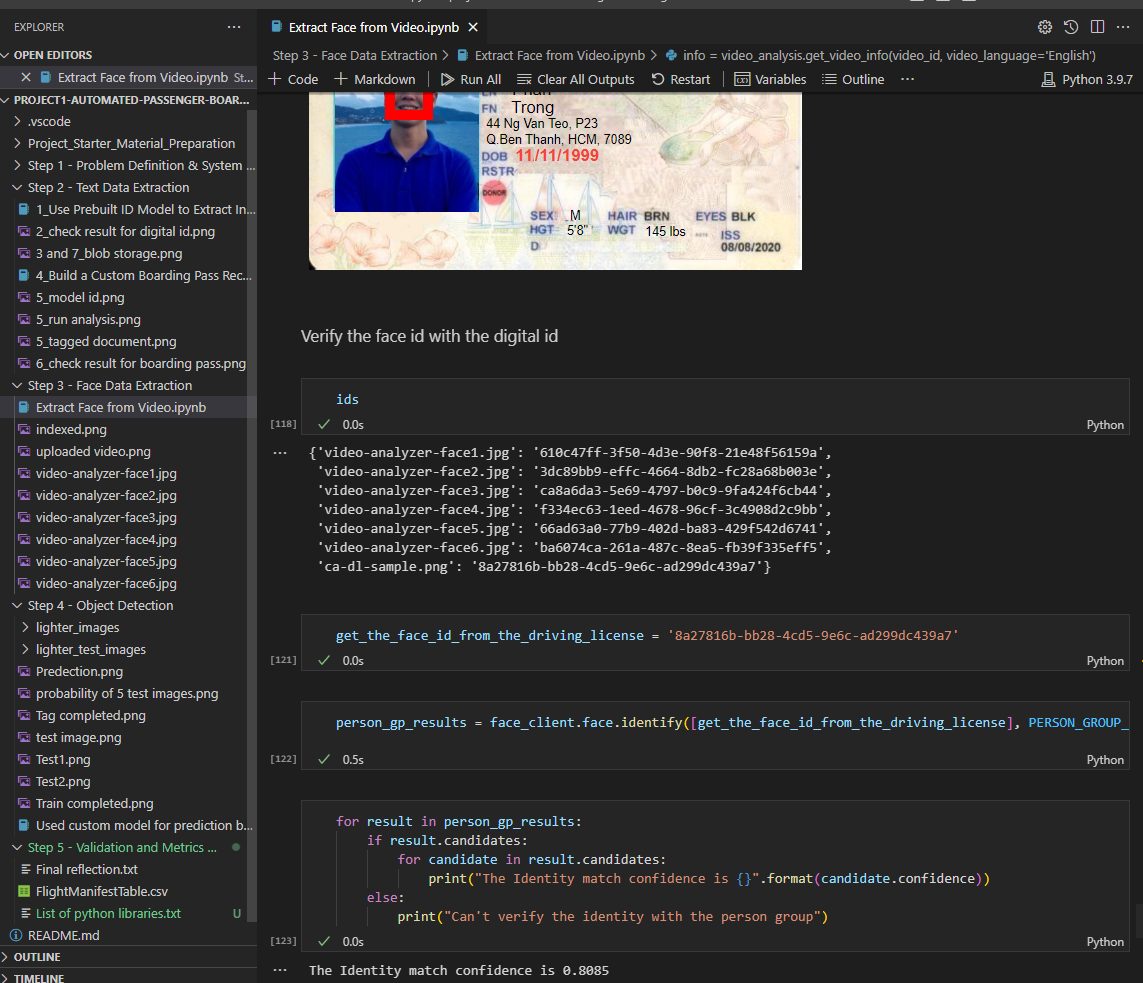 EXPLORER
OPEN EDITORS
Extract Face from Video.ipynb St...
PROJECT1-AUTOMATED-PASSENGER-BOAR...
.vscode
Project_Starter_Material_Preparation
Step 1 - Problem Definition & System ...
Step 2 - Text Data Extraction
1_Use Prebuilt ID Model to Extract In...
2_check result for digital id.png
3 and 7_blob storage.png
4_Build a Custom Boarding Pass Rec...
5_model id.png
5_run analysis.png
5_tagged document.png
6_check result for boarding pass.png
Step 3 - Face Data Extraction
Extract Face from Video.ipynb
indexed.png
uploaded video.png
video-analyzer-face1.jpg
video-analyzer-face2.jpg
video-analyzer-face3.jpg
video-analyzer-face4.jpg
video-analyzer-face5.jpg
video-analyzer-face6.jpg
Step 4 - Object Detection
lighter_images
lighter_test_images
Predection.png
probability of 5 test images.png
Tag completed.png
test image.png
Test1.png
Test2.png
Train completed.png
Used custom model for prediction b...
Step 5 - Validation and Metrics ...
Final reflection.txt
FlightManifestTable.csv
List of python libraries.txt U
README.md
OUTLINE
TIMELINE
Extract Face from Video.ipynb
Step 3 - Face Data Extraction > Extract Face from Video.ipynb > info = video_analysis.get_video_info(video_id, video_language='English')
+ Code + Markdown Run All Clear All Outputs Restart Variables Outline ... Python 3.9.7
FN Trong
44 Ng Van Teo, P23
Q.Ben Thanh, HCM, 7089
DOB 11/11/1999
RSTR
DONOR
SEX M HAIR BRN EYES BLK
HGT 5'8" WGT 145 lbs ISS
D 08/08/2020
Verify the face id with the digital id
ids
[118] 0.0s Python
{'video-analyzer-face1.jpg': '610c47ff-3f50-4d3e-90f8-21e48f56159a',
'video-analyzer-face2.jpg': '3dc89bb9-effc-4664-8db2-fc28a68b003e',
'video-analyzer-face3.jpg': 'ca8a6da3-5e69-4797-b0c9-9fa424f6cb44',
'video-analyzer-face4.jpg': 'f334ec63-1eed-4678-96cf-3c4908d2c9bb',
'video-analyzer-face5.jpg': '66ad63a0-77b9-402d-ba83-429f542d6741',
'video-analyzer-face6.jpg': 'ba6074ca-261a-487c-8ea5-fb39f335eff5',
'ca-dl-sample.png': '8a27816b-bb28-4cd5-9e6c-ad299dc439a7'}
get_the_face_id_from_the_driving_license = '8a27816b-bb28-4cd5-9e6c-ad299dc439a7'
[121] 0.0s Python
person_gp_results = face_client.face.identify([get_the_face_id_from_the_driving_license], PERSON_GROUP_
[122] 0.5s Python
for result in person_gp_results:
if result.candidates:
for candidate in result.candidates:
print("The Identity match confidence is {}".format(candidate.confidence))
else:
print("Can't verify the identity with the person group")
[123] 0.0s Python
The Identity match confidence is 0.8085